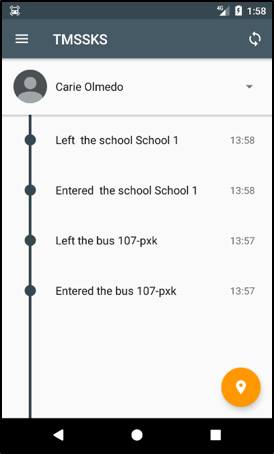 4G 1:58
TMSSKS
Carie Olmedo
Left the school School 1 13:58
Entered the school School 1 13:58
Left the bus 107-pxk 13:57
Entered the bus 107-pxk 13:57